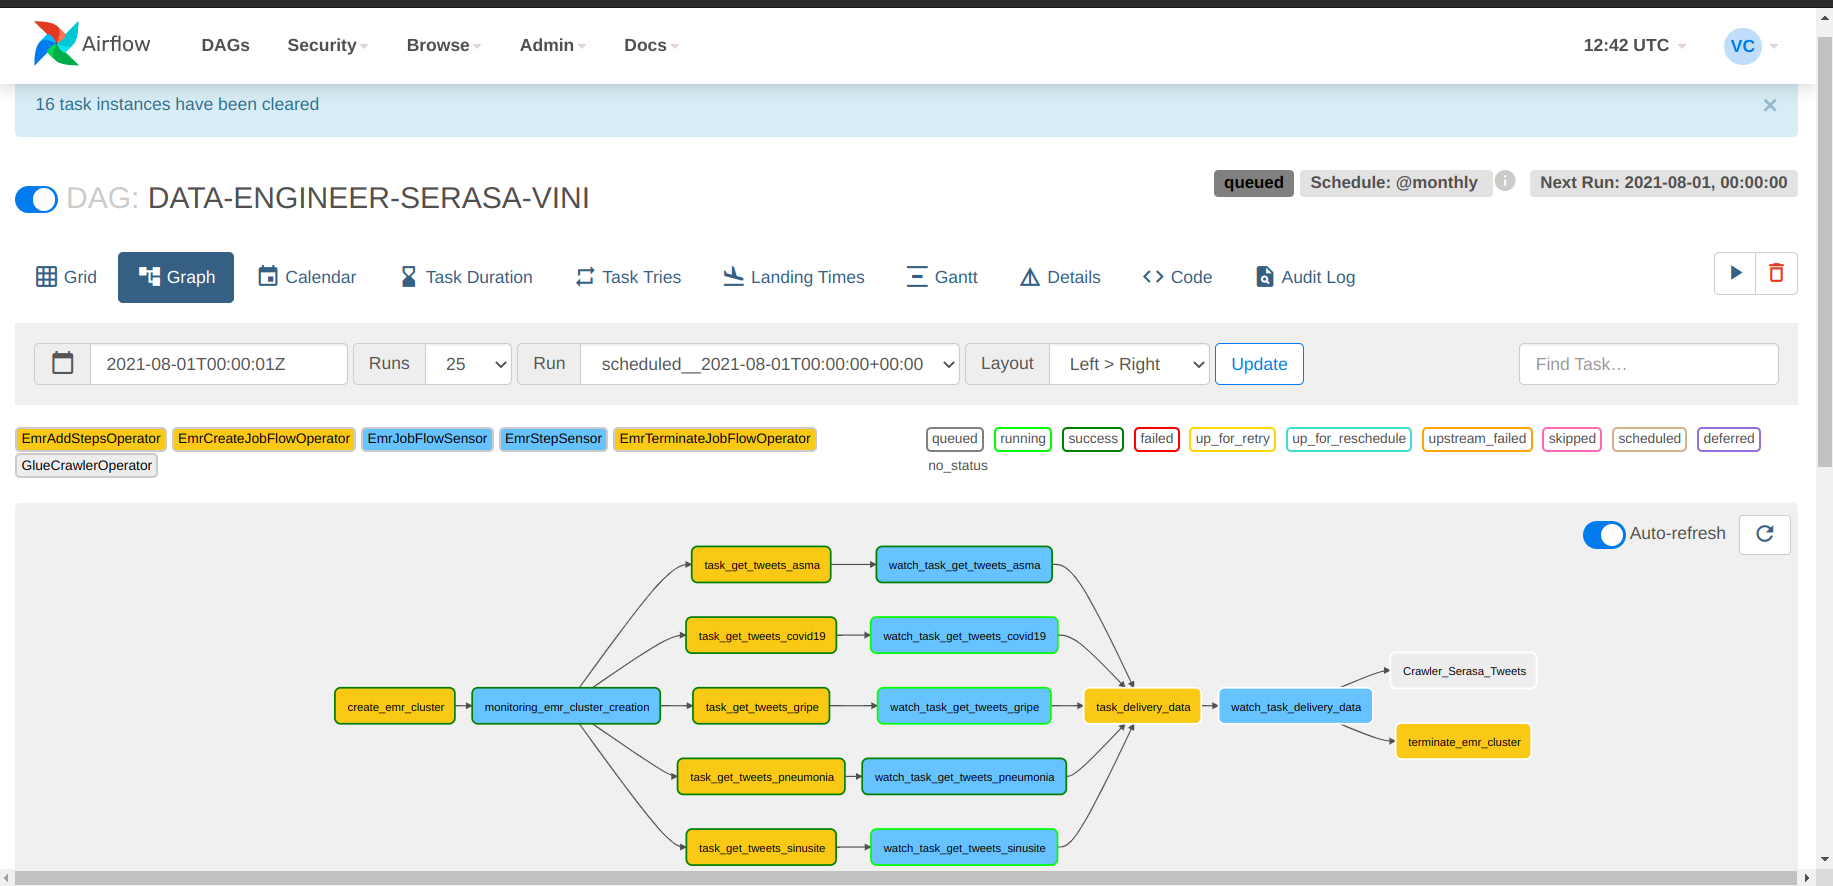 Airflow DAGs Security Browse Admin Docs 12:42 UTC VC
16 task instances have been cleared ×
DAG: DATA-ENGINEER-SERASA-VINI queued Schedule: @monthly i Next Run: 2021-08-01, 00:00:00
Grid Graph Calendar Task Duration Task Tries Landing Times Gantt Details Code Audit Log
2021-08-01T00:00:01Z Runs 25 Run scheduled__2021-08-01T00:00:00+00:00 Layout Left > Right Update Find Task…
EmrAddStepsOperator EmrCreateJobFlowOperator EmrJobFlowSensor EmrStepSensor EmrTerminateJobFlowOperator
GlueCrawlerOperator
queued running success failed up_for_retry up_for_reschedule upstream_failed skipped scheduled deferred
no_status
Auto-refresh
task_get_tweets_asma watch_task_get_tweets_asma
task_get_tweets_covid19 watch_task_get_tweets_covid19
Crawler_Serasa_Tweets
create_emr_cluster monitoring_emr_cluster_creation task_get_tweets_gripe watch_task_get_tweets_gripe task_delivery_data watch_task_delivery_data
terminate_emr_cluster
task_get_tweets_pneumonia watch_task_get_tweets_pneumonia
task_get_tweets_sinusite watch_task_get_tweets_sinusite